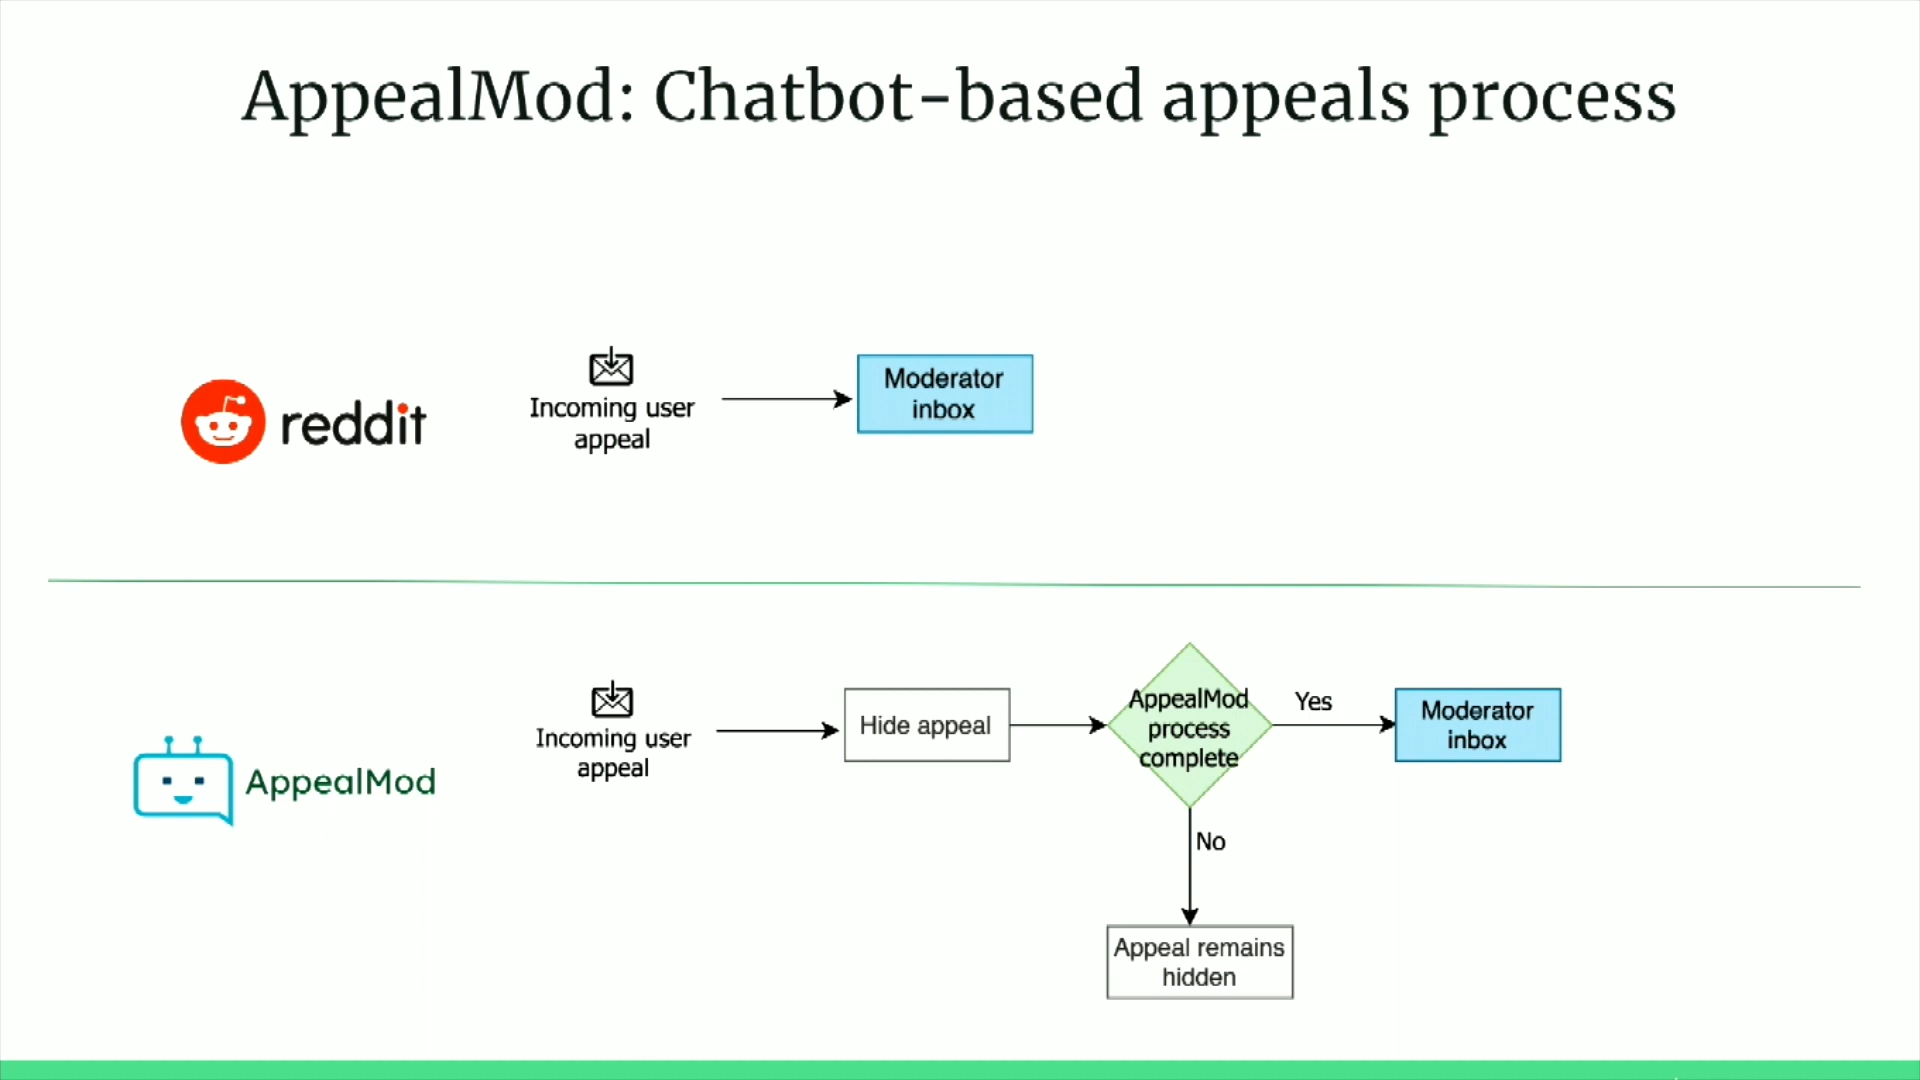 AppealMod: Chatbot-based appeals process
reddit
Incoming user
appeal
Moderator
inbox
AppealMod
Incoming user
appeal
Hide appeal
AppealMod
process
complete
Yes
Moderator
inbox
No
Appeal remains
hidden